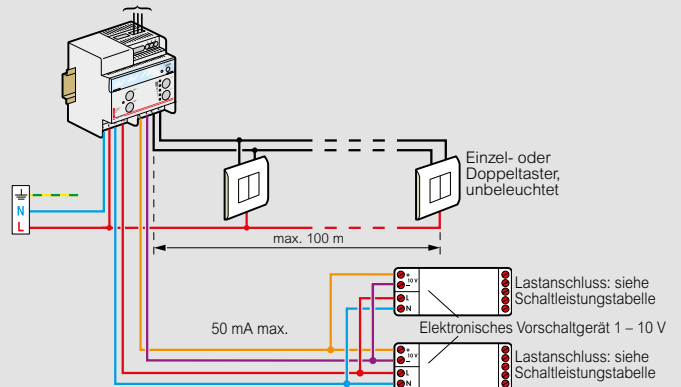 Einzel- oder
Doppeltaster,
unbeleuchtet
N
L
max. 100 m
+
10 V
–
L
N
Lastanschluss: siehe
Schaltleistungstabelle
50 mA max.
Elektronisches Vorschaltgerät 1 – 10 V
+
10 V
–
L
N
Lastanschluss: siehe
Schaltleistungstabelle